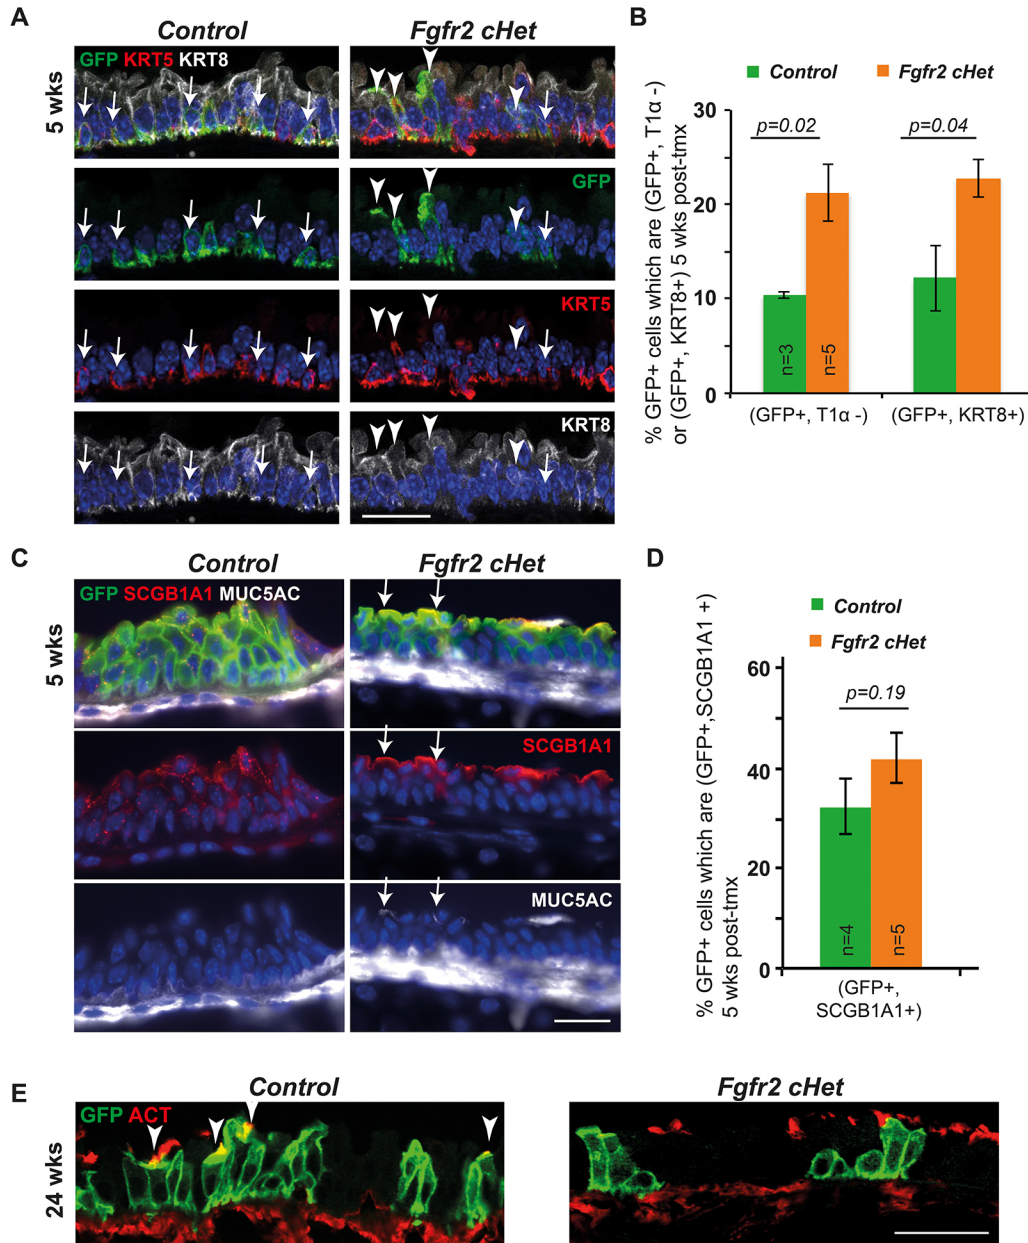 A
Control
Fgfr2 cHet
5 wks
GFP KRT5 KRT8
GFP
KRT5
KRT8
B
Control
Fgfr2 cHet
% GFP+ cells which are (GFP+, T1α -)
or (GFP+, KRT8+) 5 wks post-tmx
30
20
10
0
p=0.02
p=0.04
n=3
n=5
(GFP+, T1α -)
(GFP+, KRT8+)
C
Control
Fgfr2 cHet
5 wks
GFP SCGB1A1 MUC5AC
SCGB1A1
MUC5AC
D
Control
Fgfr2 cHet
% GFP+ cells which are (GFP+,SCGB1A1 +)
5 wks post-tmx
60
40
20
0
p=0.19
n=4
n=5
(GFP+,
SCGB1A1+)
E
Control
Fgfr2 cHet
24 wks
GFP ACT